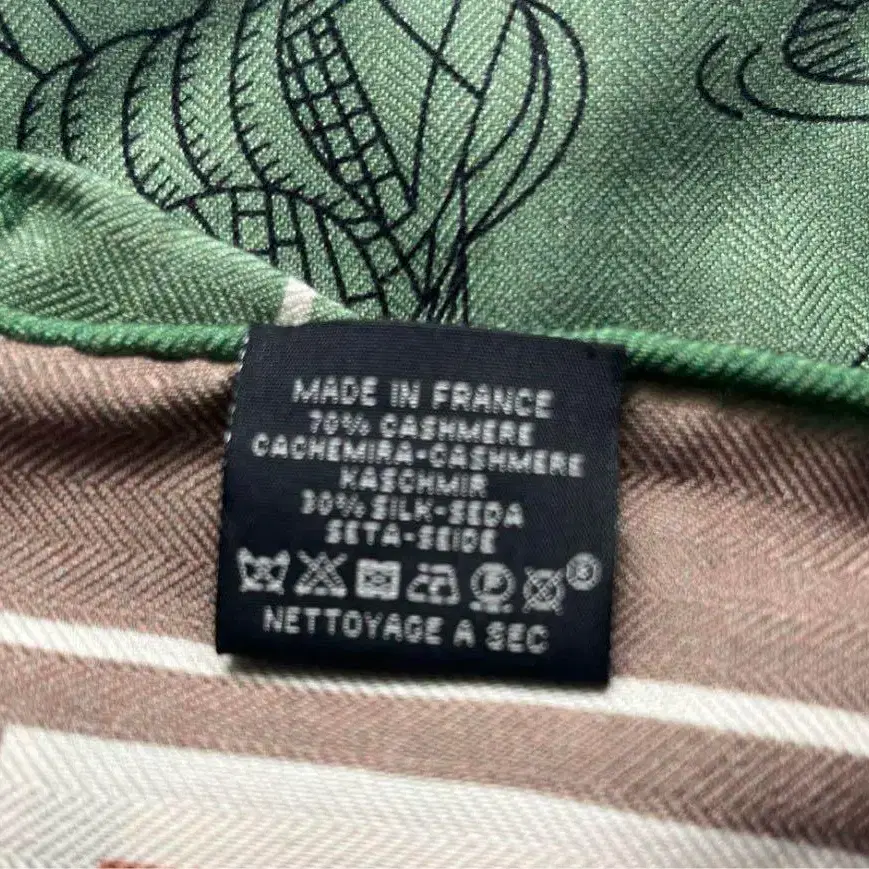 MADE IN FRANCE
70% CASHMERE
CACHEMIRA-CASHMERE
KASCHMIR
30% SILK-SEDA
SETA-SEIDE
NETTOYAGE A SEC